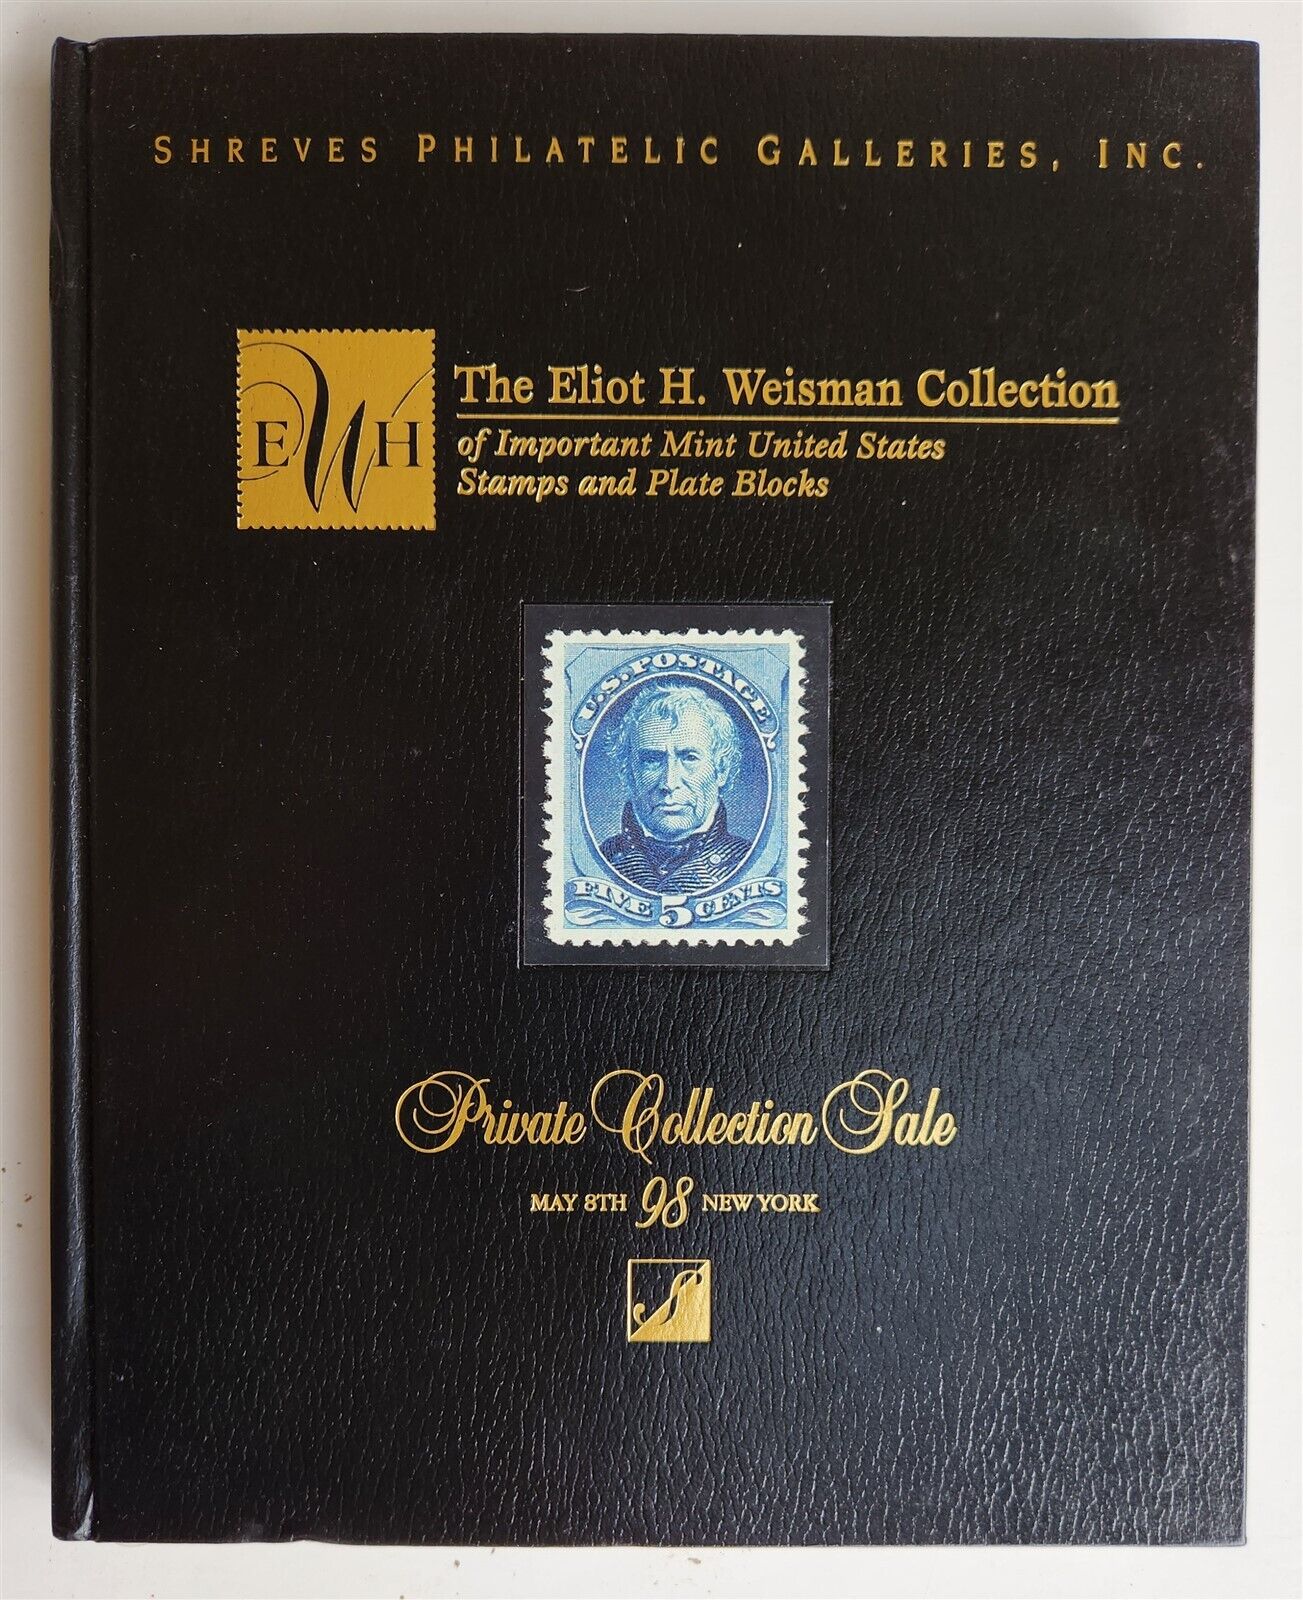 SHREVES PHILATELIC GALLERIES, INC.
EWH
The Eliot H. Weisman Collection
of Important Mint United States
Stamps and Plate Blocks
U.S. POSTAGE
FIVE 5 CENTS
Private Collection Sale
MAY 8TH 98 NEW YORK
S